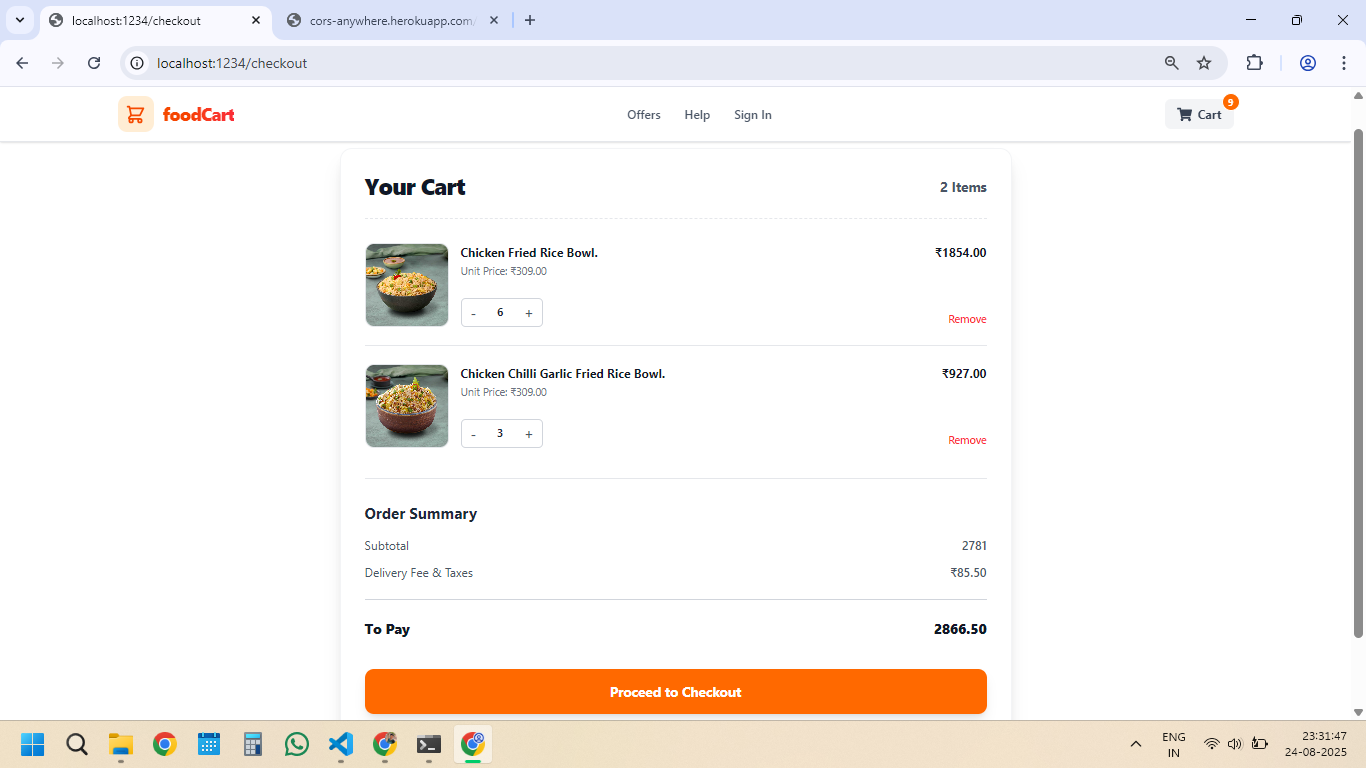 localhost:1234/checkout
cors-anywhere.herokuapp.com/
localhost:1234/checkout
foodCart
Offers
Help
Sign In
Cart
9
Your Cart
2 Items
Chicken Fried Rice Bowl.
₹1854.00
Unit Price: ₹309.00
- 6 +
Remove
Chicken Chilli Garlic Fried Rice Bowl.
₹927.00
Unit Price: ₹309.00
- 3 +
Remove
Order Summary
Subtotal
2781
Delivery Fee & Taxes
₹85.50
To Pay
2866.50
Proceed to Checkout
ENG
IN
23:31:47
24-08-2025